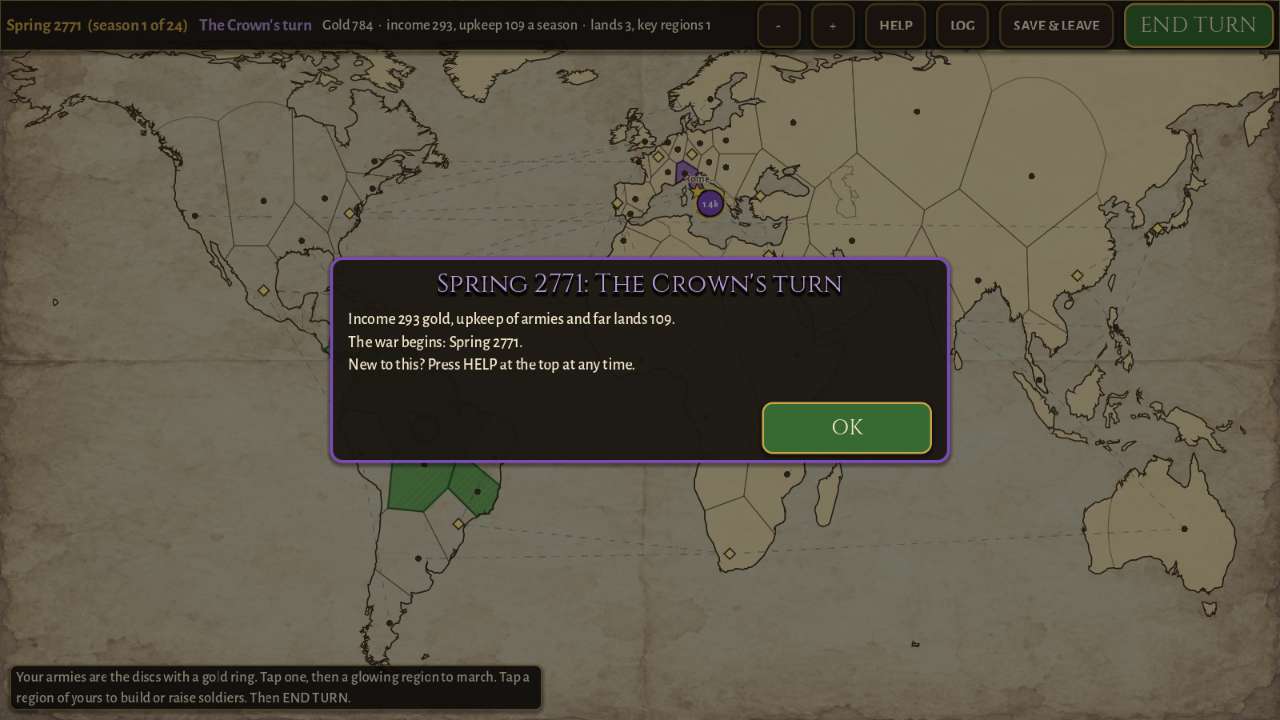 Spring 2771 (season 1 of 24) The Crown's turn Gold 784 · income 293, upkeep 109 a season · lands 3, key regions 1 - + HELP LOG SAVE & LEAVE END TURN
Rome
1.4k
Spring 2771: The Crown's turn
Income 293 gold, upkeep of armies and far lands 109.
The war begins: Spring 2771.
New to this? Press HELP at the top at any time.
OK
Your armies are the discs with a gold ring. Tap one, then a glowing region to march. Tap a
region of yours to build or raise soldiers. Then END TURN.